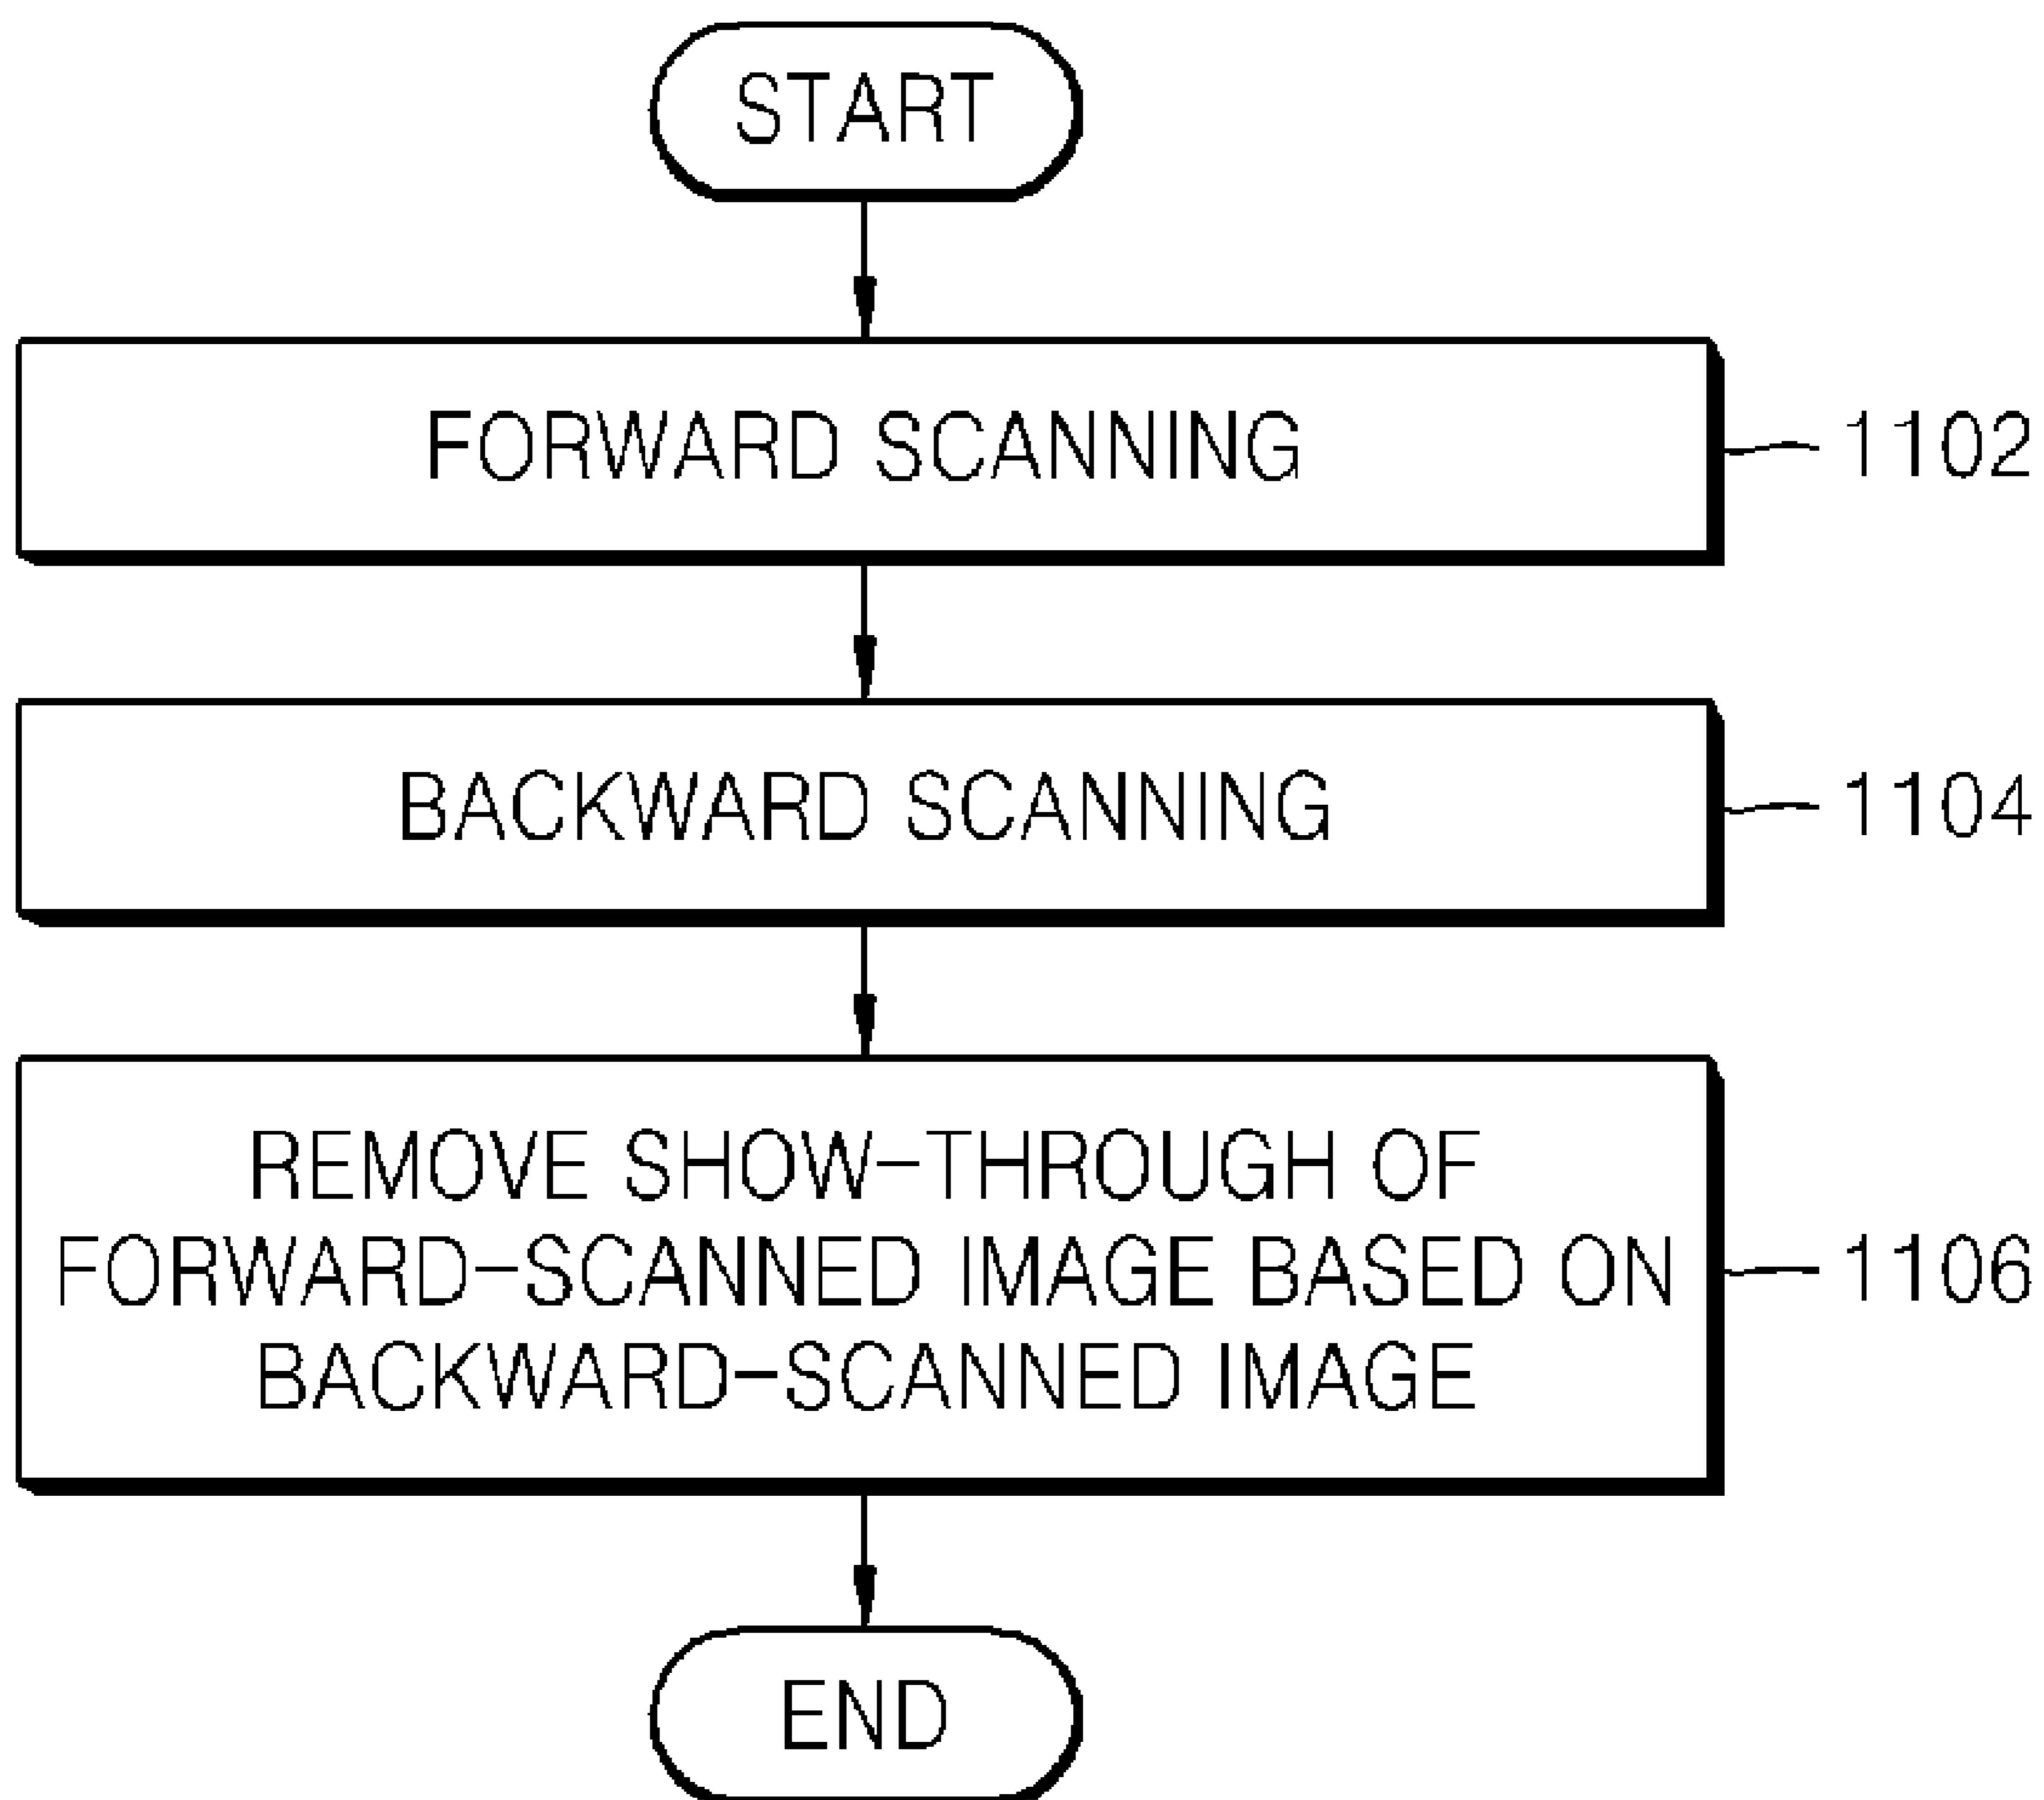 START
FORWARD SCANNING
1102
BACKWARD SCANNING
1104
REMOVE SHOW-THROUGH OF
FORWARD-SCANNED IMAGE BASED ON
BACKWARD-SCANNED IMAGE
1106
END